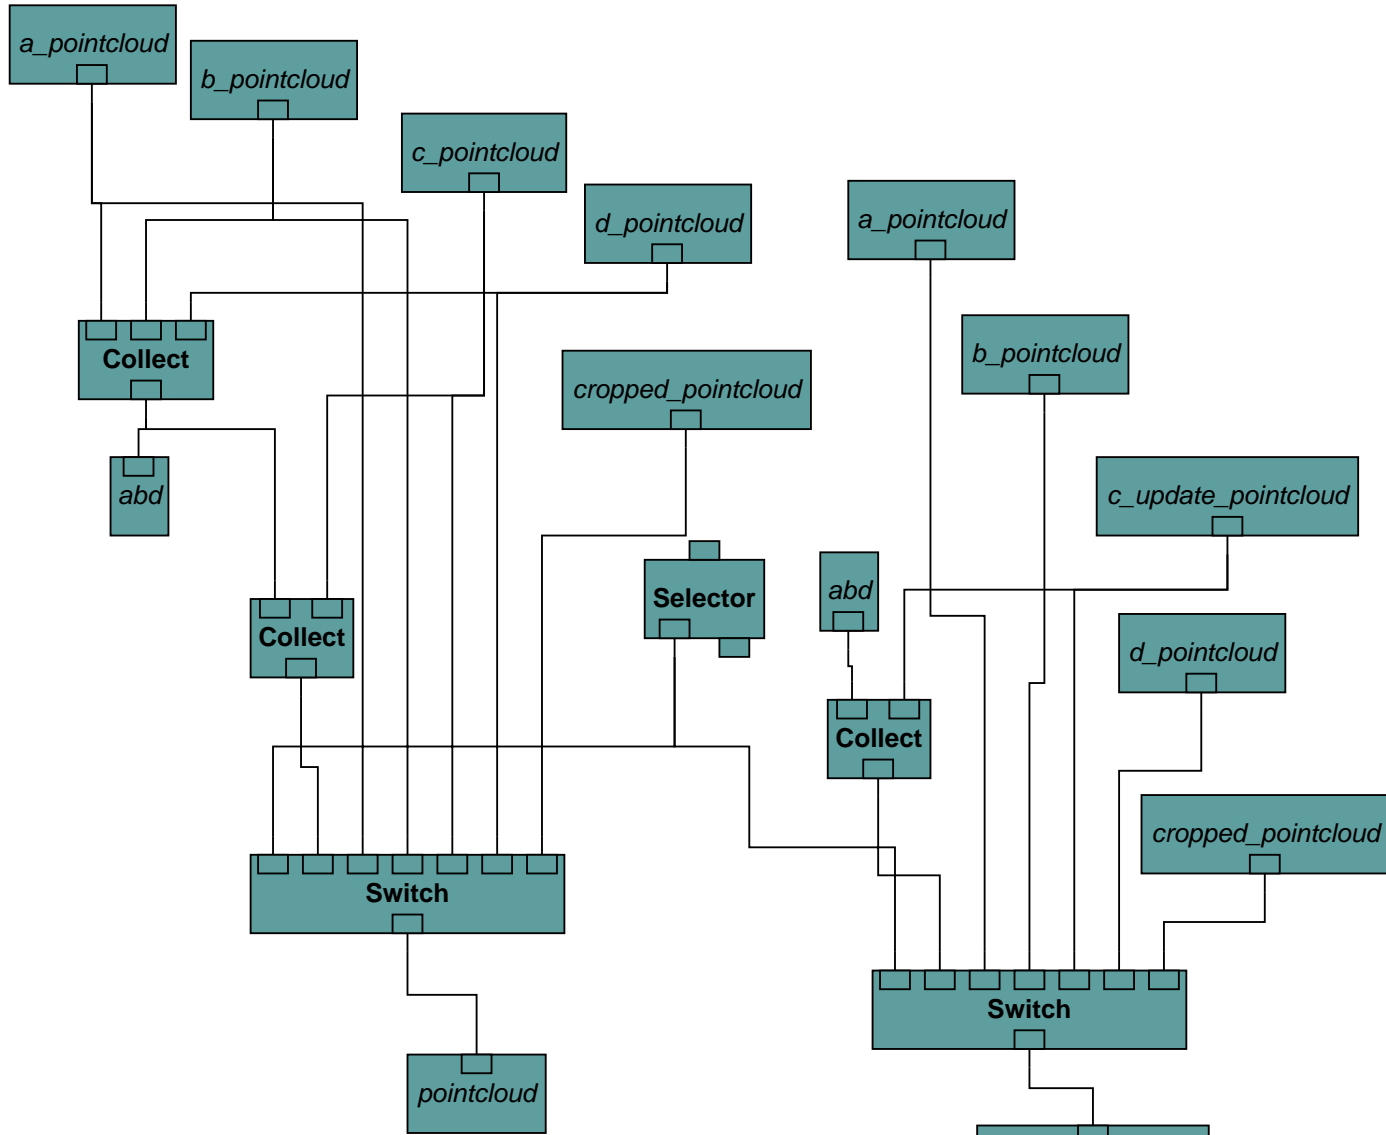 a_pointcloud
b_pointcloud
c_pointcloud
d_pointcloud
a_pointcloud
b_pointcloud
Collect
cropped_pointcloud
abd
c_update_pointcloud
Selector
abd
Collect
d_pointcloud
Collect
cropped_pointcloud
Switch
Switch
pointcloud